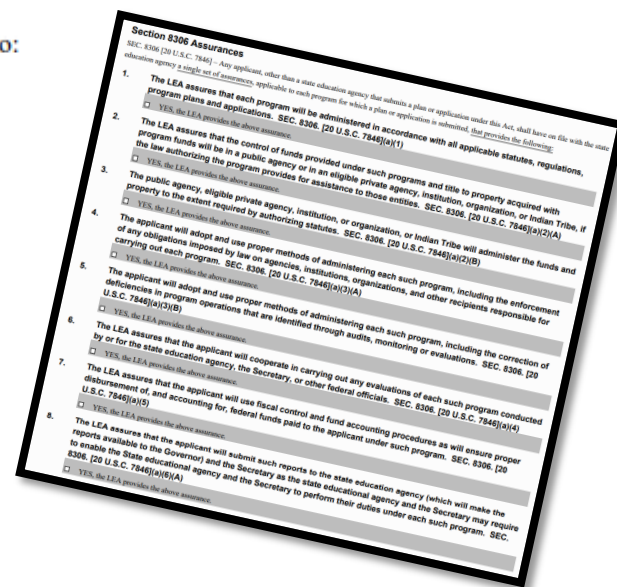 o:
Section 8306 Assurances
SEC. 8306 [20 U.S.C. 7846] – Any applicant, other than a state education agency that submits a plan or application under this Act, shall have on file with the state
education agency a single set of assurances, applicable to each program for which a plan or application is submitted, that provides the following:
1. The LEA assures that each program will be administered in accordance with all applicable statutes, regulations,
program plans and applications. SEC. 8306. [20 U.S.C. 7846](a)(1)
YES, the LEA provides the above assurance.
2. The LEA assures that the control of funds provided under such programs and title to property acquired with
program funds will be in a public agency or in an eligible private agency, institution, organization, or Indian Tribe, if
the law authorizing the program provides for assistance to those entities. SEC. 8306. [20 U.S.C. 7846](a)(2)(A)
YES, the LEA provides the above assurance.
3. The public agency, eligible private agency, institution, or organization, or Indian Tribe will administer the funds and
property to the extent required by authorizing statutes. SEC. 8306. [20 U.S.C. 7846](a)(2)(B)
YES, the LEA provides the above assurance.
4. The applicant will adopt and use proper methods of administering each such program, including the enforcement
of any obligations imposed by law on agencies, institutions, organizations, and other recipients responsible for
carrying out each program. SEC. 8306. [20 U.S.C. 7846](a)(3)(A)
YES, the LEA provides the above assurance.
5. The applicant will adopt and use proper methods of administering each such program, including the correction of
deficiencies in program operations that are identified through audits, monitoring or evaluations. SEC. 8306. [20
U.S.C. 7846](a)(3)(B)
YES, the LEA provides the above assurance.
6. The LEA assures that the applicant will cooperate in carrying out any evaluations of each such program conducted
by or for the state education agency, the Secretary, or other federal officials. SEC. 8306. [20 U.S.C. 7846](a)(4)
YES, the LEA provides the above assurance.
7. The LEA assures that the applicant will use fiscal control and fund accounting procedures as will ensure proper
disbursement of, and accounting for, federal funds paid to the applicant under such program. SEC. 8306. [20
U.S.C. 7846](a)(5)
YES, the LEA provides the above assurance.
8. The LEA assures that the applicant will submit such reports to the state education agency (which will make the
reports available to the Governor) and the Secretary as the state educational agency and the Secretary may require
to enable the State educational agency and the Secretary to perform their duties under each such program. SEC.
8306. [20 U.S.C. 7846](a)(6)(A)
YES, the LEA provides the above assurance.